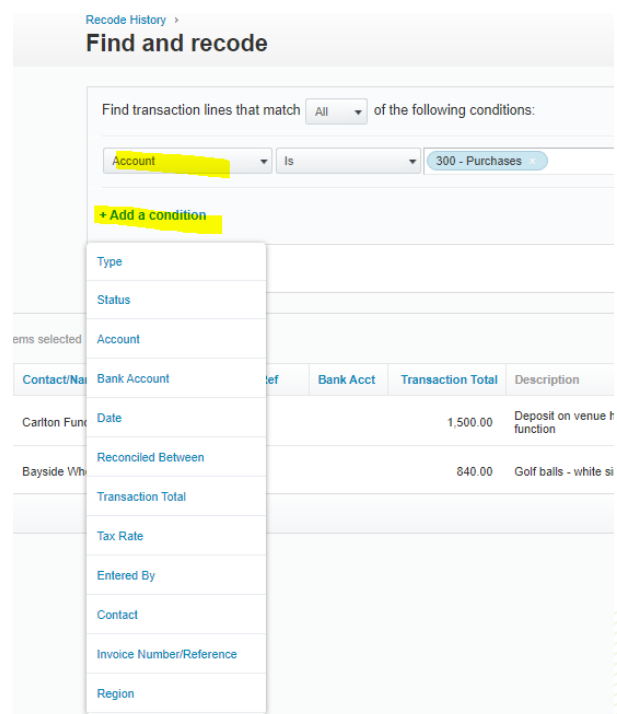 Recode History ›
Find and recode
Find transaction lines that match All of the following conditions:
Account Is 300 - Purchases ×
+ Add a condition
Type
Status
ems selected Account
Contact/Na Bank Account ef Bank Acct Transaction Total Description
Date
Carlton Fun 1,500.00 Deposit on venue h
function
Reconciled Between
Bayside Wh 840.00 Golf balls - white si
Transaction Total
Tax Rate
Entered By
Contact
Invoice Number/Reference
Region